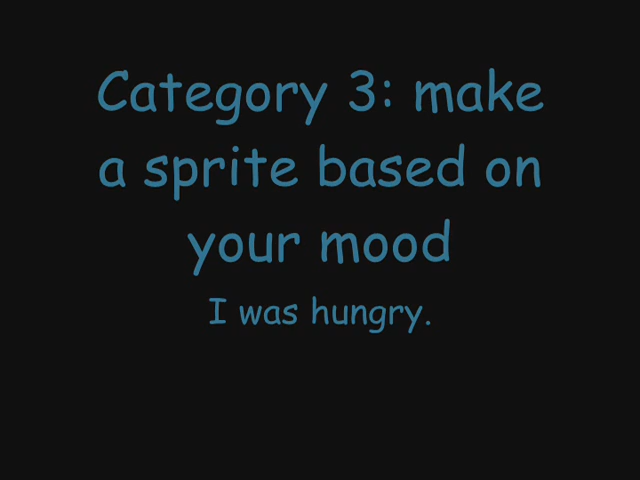 Category 3: make
a sprite based on
your mood
I was hungry.